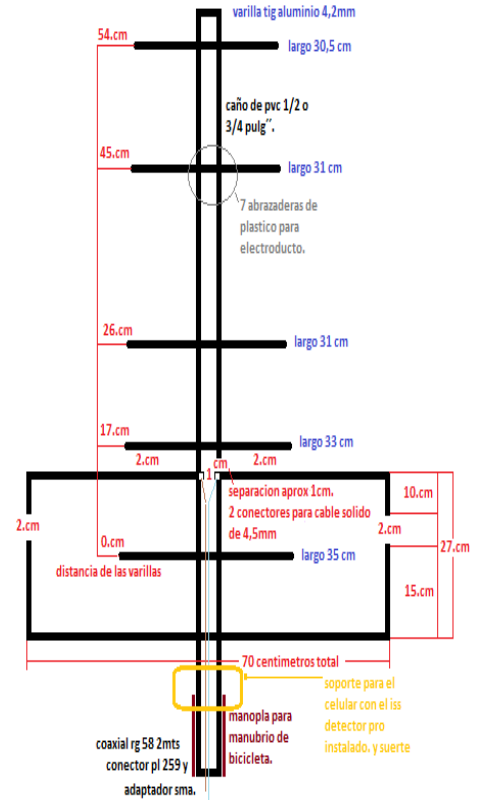 varilla tig aluminio 4,2mm
54.cm
largo 30,5 cm
caño de pvc 1/2 o
3/4 pulg¨.
45.cm
largo 31 cm
7 abrazaderas de
plastico para
electroducto.
26.cm
largo 31 cm
17.cm
largo 33 cm
2.cm
cm
1
2.cm
separacion aprox 1cm.
2 conectores para cable solido
de 4,5mm
10.cm
2.cm
2.cm
27.cm
0.cm
largo 35 cm
distancia de las varillas
15.cm
70 centimetros total
soporte para el
celular con el iss
detector pro
instalado. y suerte
manopla para
manubrio de
bicicleta.
coaxial rg 58 2mts
conector pl 259 y
adaptador sma.